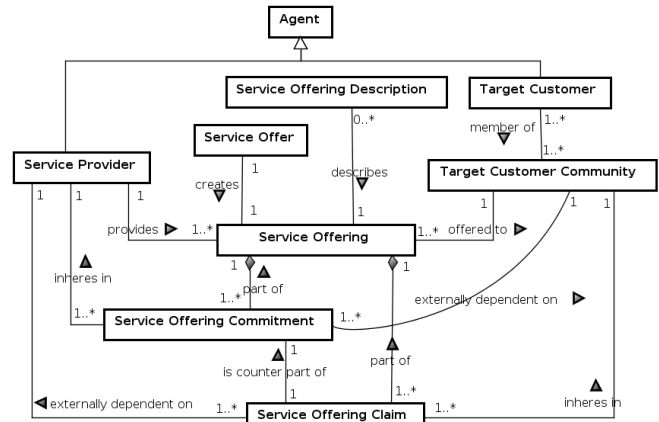 Agent
Service Offering Description
Target Customer
0..*
1..*
member of
Service Offer
1..*
Service Provider
1
describes
Target Customer Community
creates
1
1
1
1
1
1
1
1
1
provides
1..*
Service Offering
1..*
offered to
1
1
inheres in
part of
1..*
externally dependent on
1..*
Service Offering Commitment
1..*
1
part of
is counter part of
1
1..*
inheres in
externally dependent on
1..*
Service Offering Claim
1..*